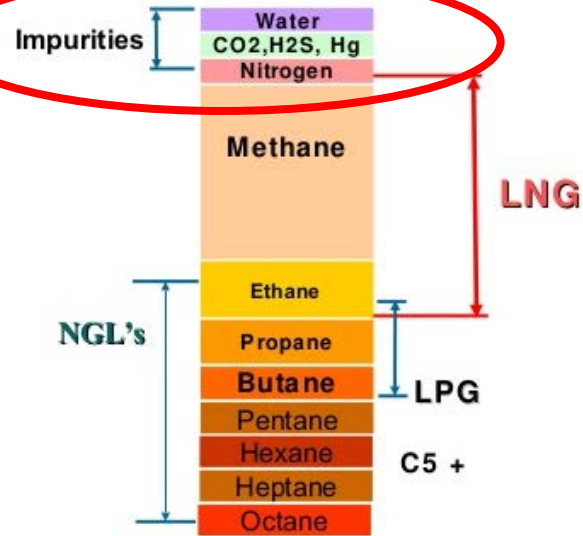 Impurities
Water
CO2,H2S, Hg
Nitrogen
Methane
LNG
Ethane
NGL's
Propane
Butane
LPG
Pentane
Hexane
C5 +
Heptane
Octane